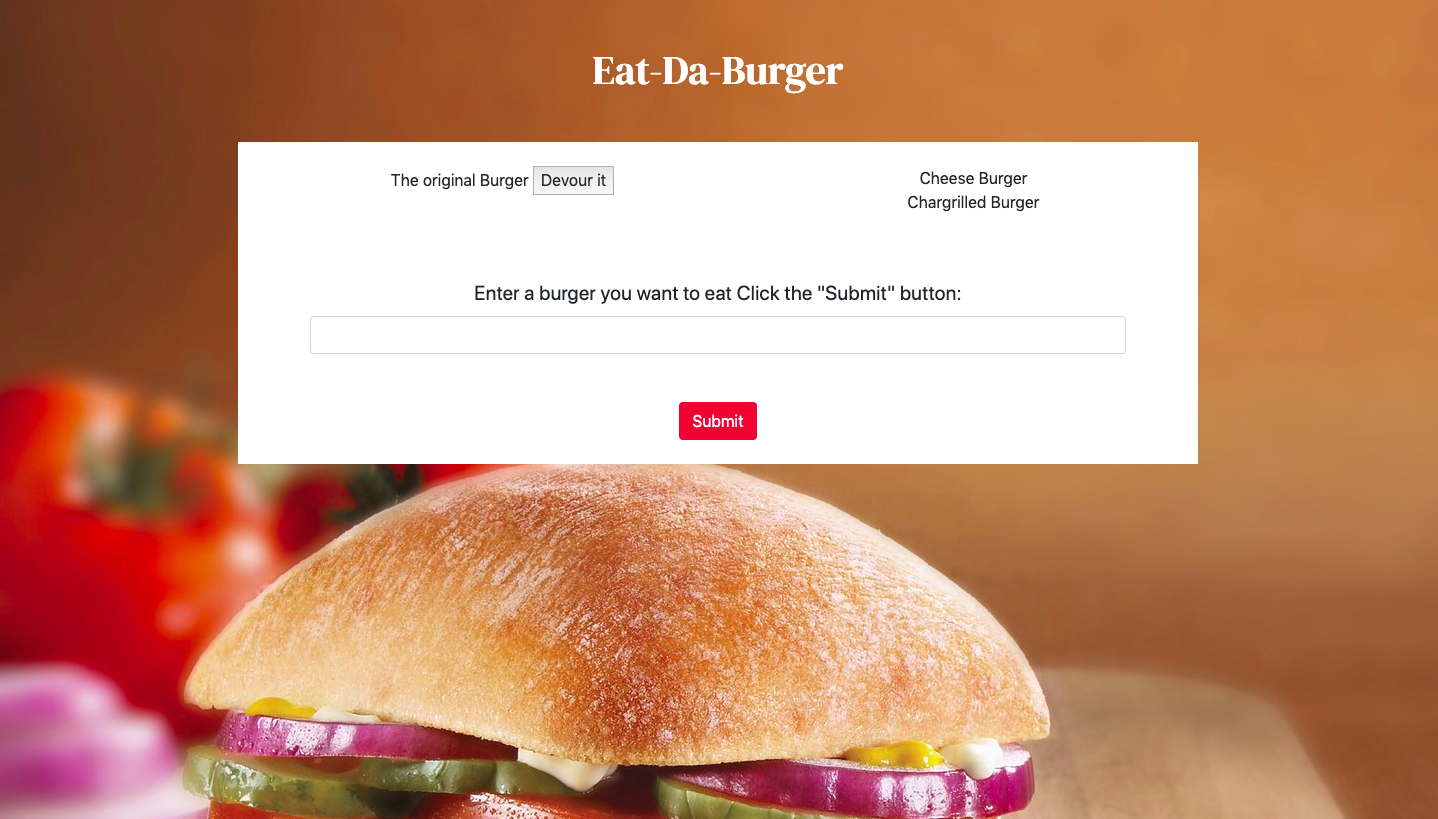 Eat-Da-Burger
The original Burger Devour it
Cheese Burger
Chargrilled Burger
Enter a burger you want to eat Click the "Submit" button:
Submit